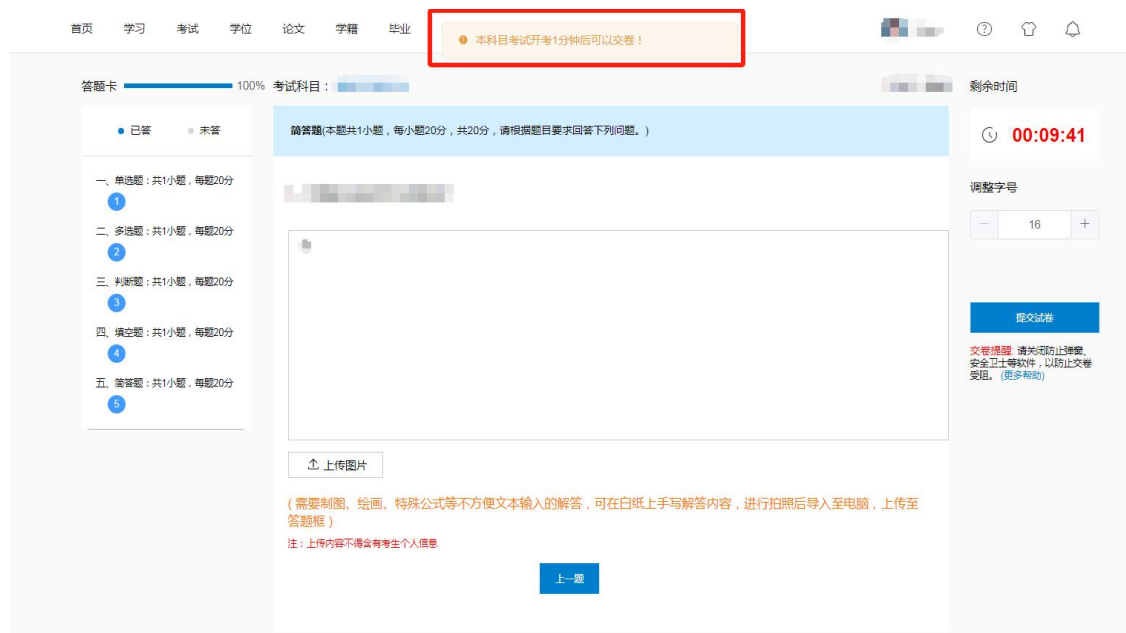 首页 学习 考试 学位 论文 学籍 毕业
本科目考试开考1分钟后可以交卷！
答题卡 100% 考试科目：
剩余时间
已答 未答
简答题(本题共1小题，每小题20分，共20分，请根据题目要求回答下列问题。)
00:09:41
一、单选题：共1小题，每题20分
1
调整字号
16
二、多选题：共1小题，每题20分
2
三、判断题：共1小题，每题20分
3
提交试卷
四、填空题：共1小题，每题20分
4
交卷提醒: 请关闭防止弹窗、
安全卫士等软件，以防止交卷
受阻。 (更多帮助)
五、简答题：共1小题，每题20分
5
上传图片
(需要制图、绘画、特殊公式等不方便文本输入的解答，可在白纸上手写解答内容，进行拍照后导入至电脑，上传至
答题框)
注：上传内容不得含有考生个人信息
上一题